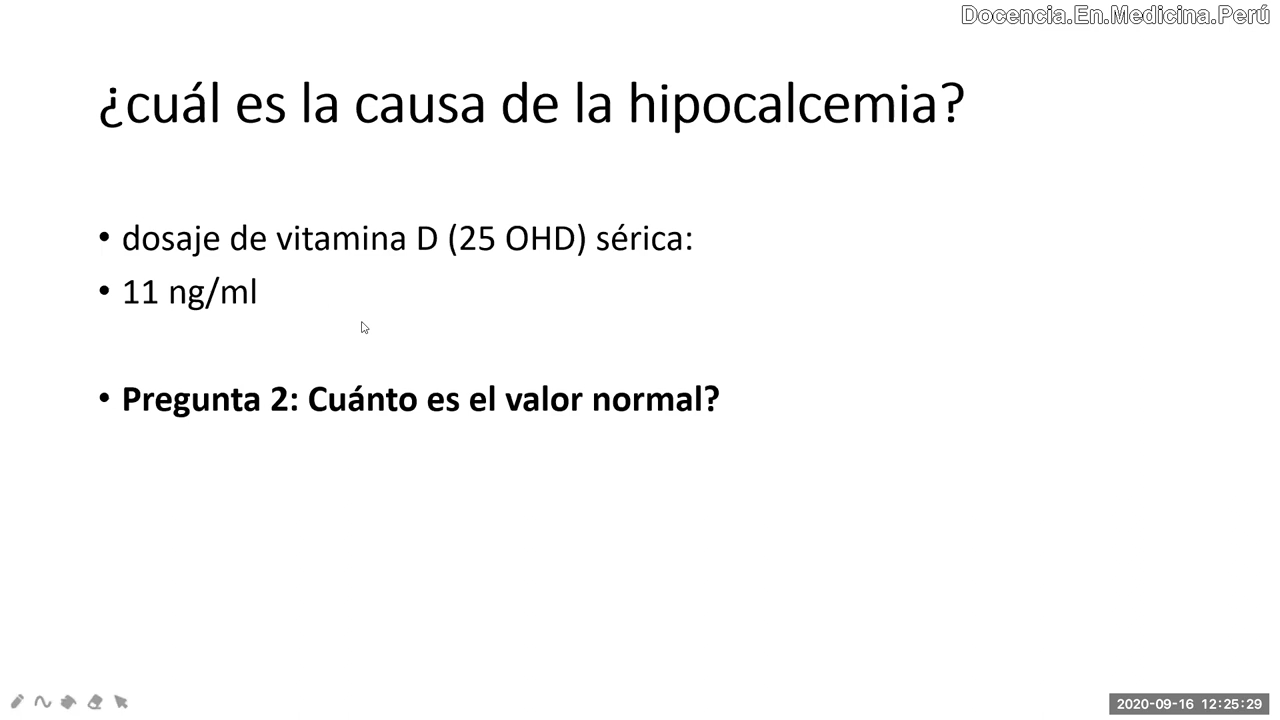 Docencia.En.Medicina.Perú
¿cuál es la causa de la hipocalcemia?
• dosaje de vitamina D (25 OHD) sérica:
• 11 ng/ml
• Pregunta 2: Cuánto es el valor normal?
2020-09-16 12:25:29